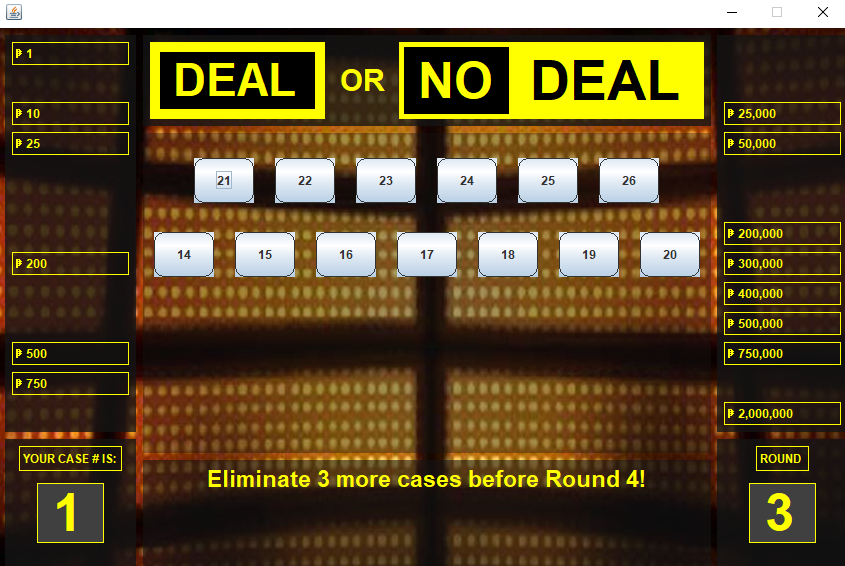 DEAL OR NO DEAL
₱ 1
₱ 10
₱ 25
₱ 200
₱ 500
₱ 750
21 22 23 24 25 26
14 15 16 17 18 19 20
₱ 25,000
₱ 50,000
₱ 200,000
₱ 300,000
₱ 400,000
₱ 500,000
₱ 750,000
₱ 2,000,000
YOUR CASE # IS:
1
Eliminate 3 more cases before Round 4!
ROUND
3